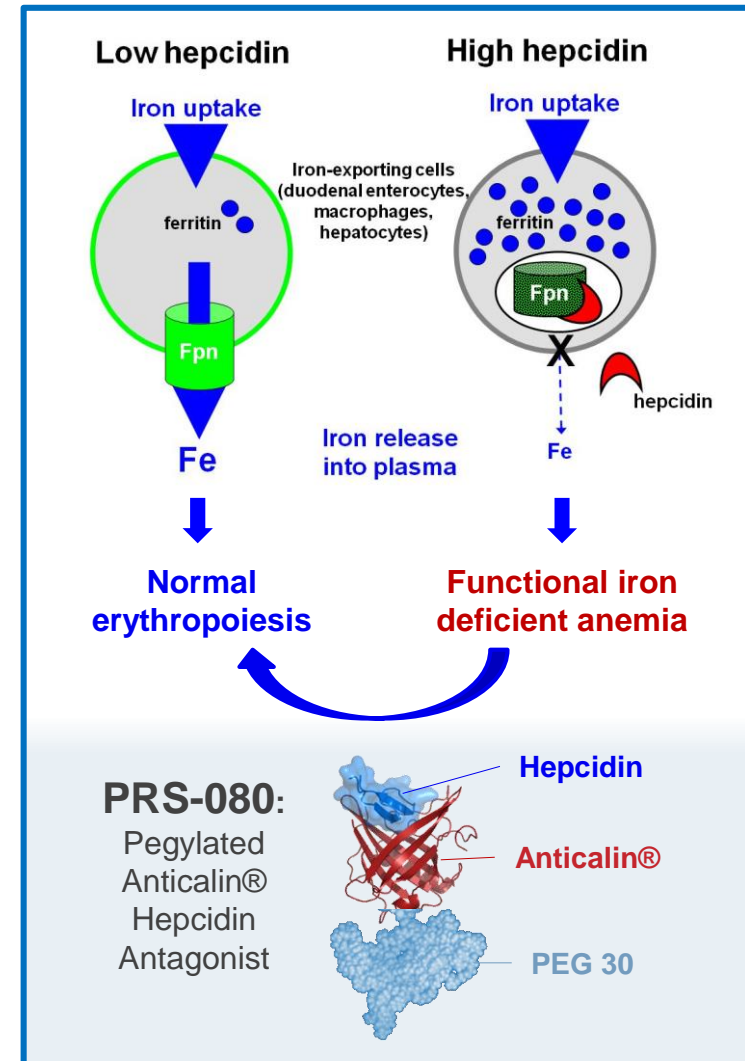 Low hepcidin
High hepcidin
Iron uptake
Iron uptake
Iron-exporting cells
(duodenal enterocytes,
macrophages,
hepatocytes)
ferritin
ferritin
Fpn
Fpn
X
hepcidin
Fe
Iron release
into plasma
Fe
Normal
erythropoiesis
Functional iron
deficient anemia
PRS-080:
Pegylated
Anticalin®
Hepcidin
Antagonist
Hepcidin
Anticalin®
PEG 30